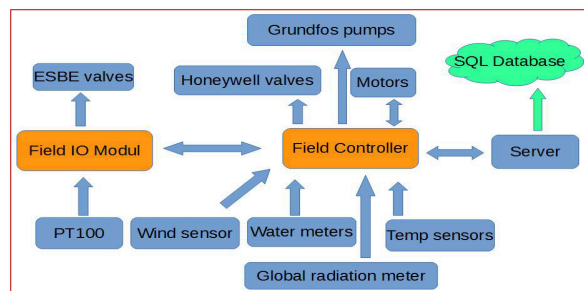 Grundfos pumps
SQL Database
ESBE valves
Honeywell valves
Motors
Field IO Modul
Field Controller
Server
PT100
Wind sensor
Water meters
Temp sensors
Global radiation meter